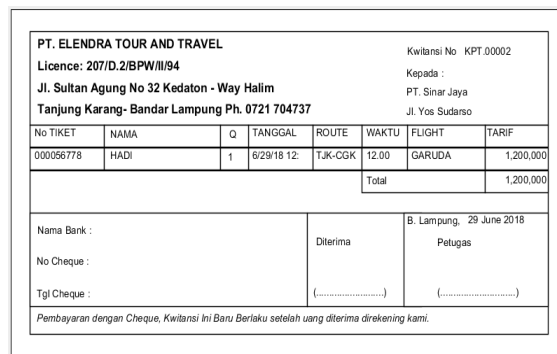 PT. ELENDRA TOUR AND TRAVEL
Licence: 207/D.2/BPW/II/94
Jl. Sultan Agung No 32 Kedaton - Way Halim
Tanjung Karang- Bandar Lampung Ph. 0721 704737
Kwitansi No KPT.00002
Kepada :
PT. Sinar Jaya
Jl. Yos Sudarso
No TIKET NAMA Q TANGGAL ROUTE WAKTU FLIGHT TARIF
000056778 HADI 1 6/29/18 12: TJK-CGK 12.00 GARUDA 1,200,000
Total 1,200,000
Nama Bank :
No Cheque :
Tgl Cheque :
Diterima
(........................)
B. Lampung, 29 June 2018
Petugas
(...........................)
Pembayaran dengan Cheque, Kwitansi Ini Baru Berlaku setelah uang diterima direkening kami.